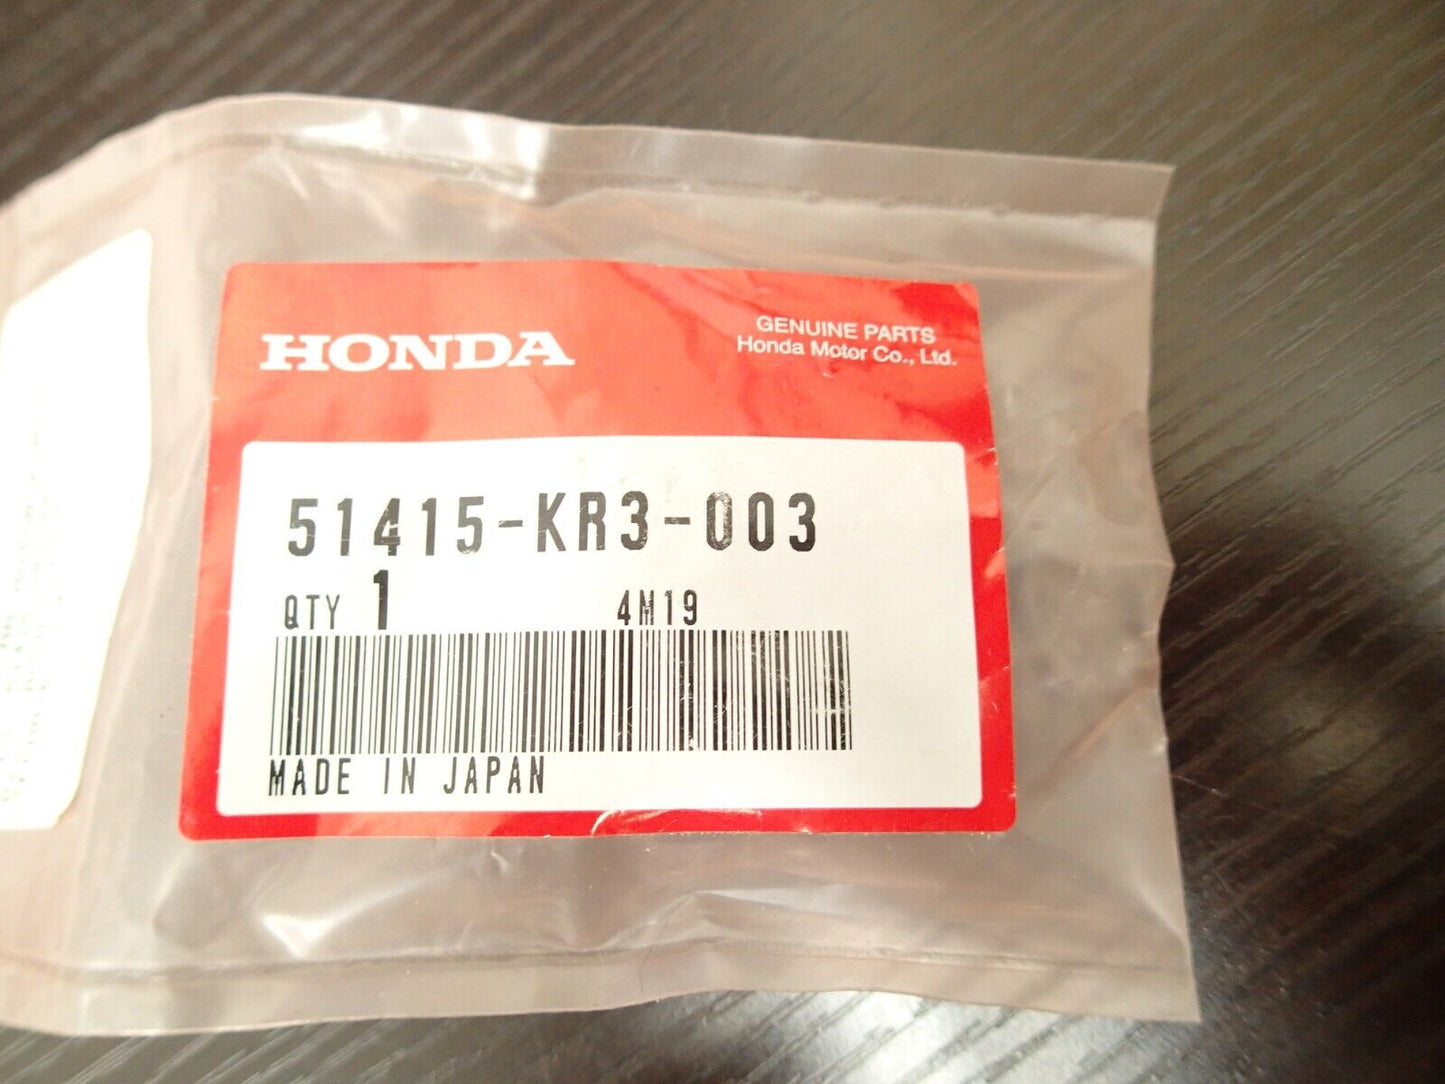 HONDA
GENUINE PARTS
Honda Motor Co., Ltd.
51415-KR3-003
QTY 1 4M19
MADE IN JAPAN